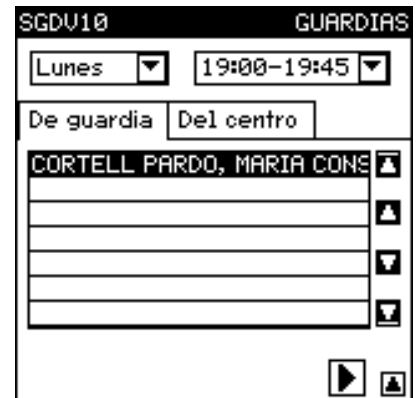 SGDV10 GUARDIAS
Lunes 19:00-19:45
De guardia Del centro
CORTELL PARDO, MARIA CONS